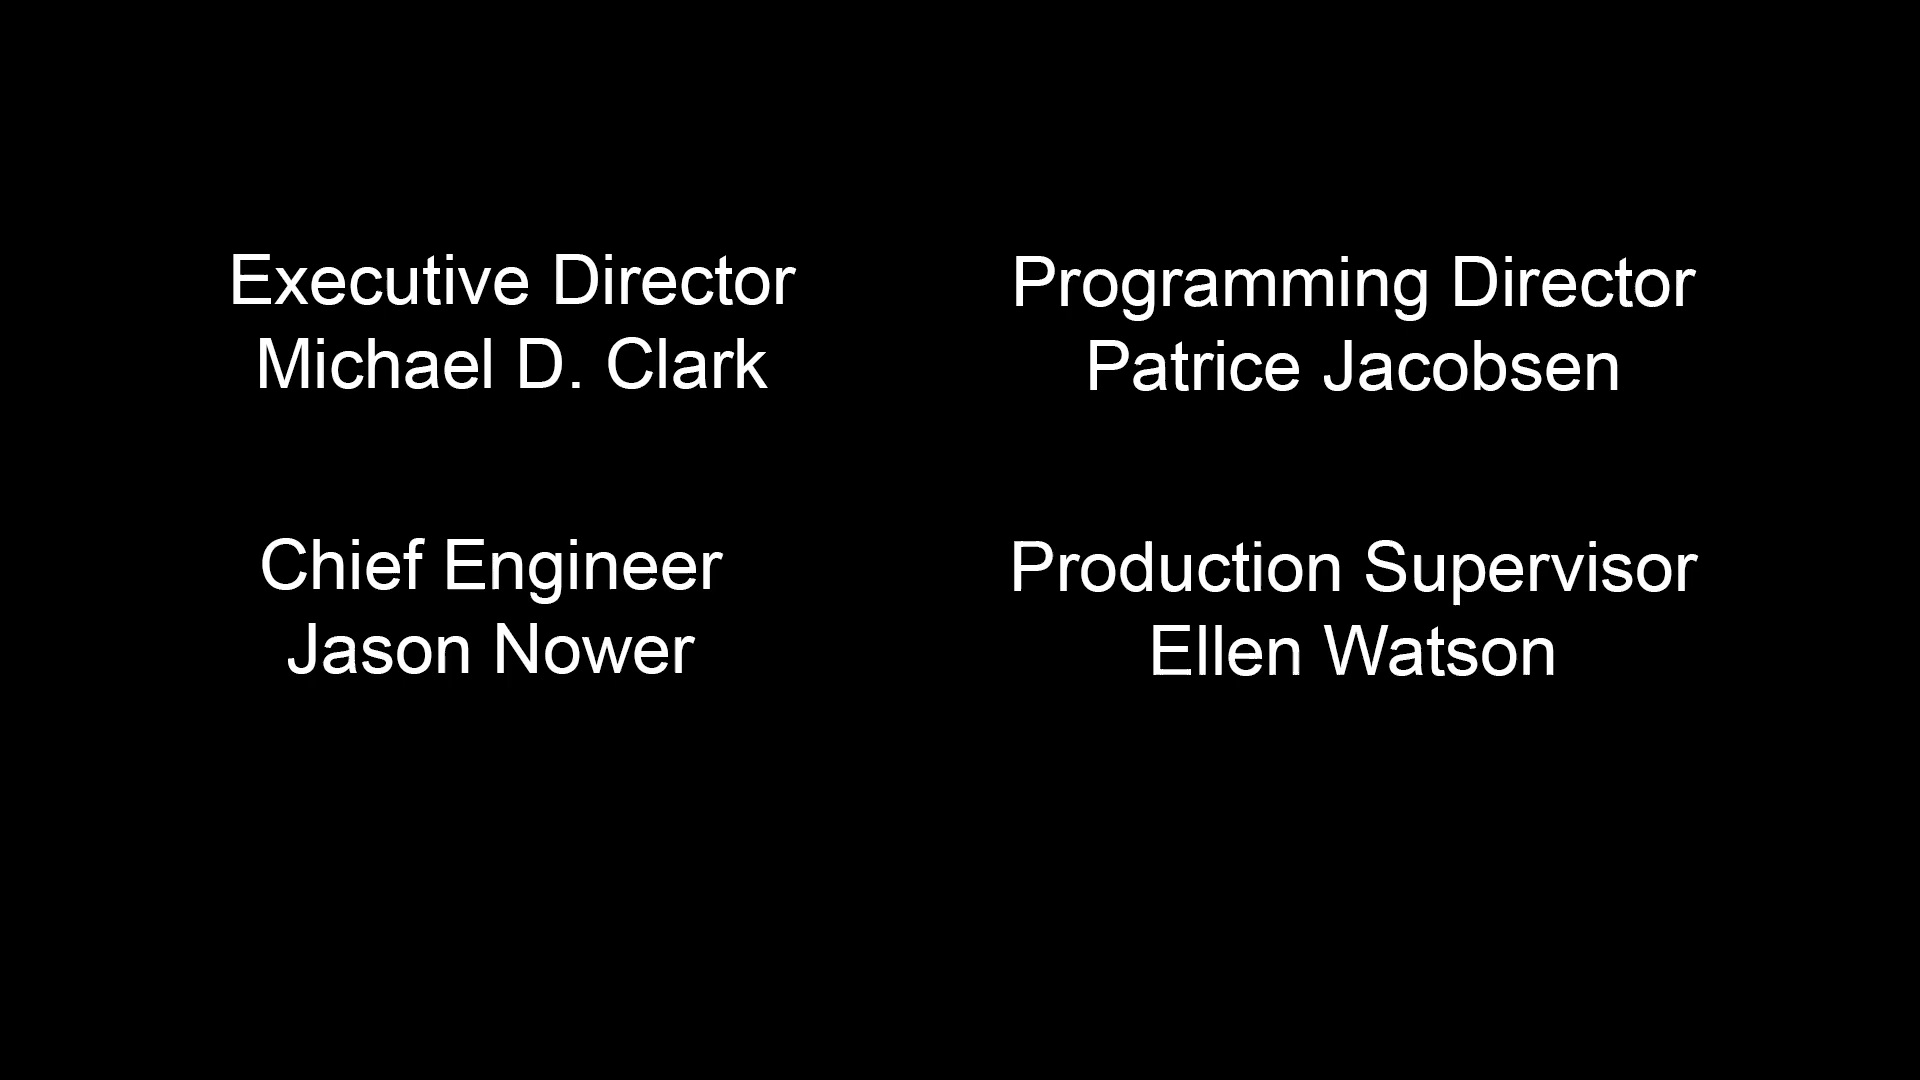 Executive Director
Michael D. Clark
Programming Director
Patrice Jacobsen
Chief Engineer
Jason Nower
Production Supervisor
Ellen Watson